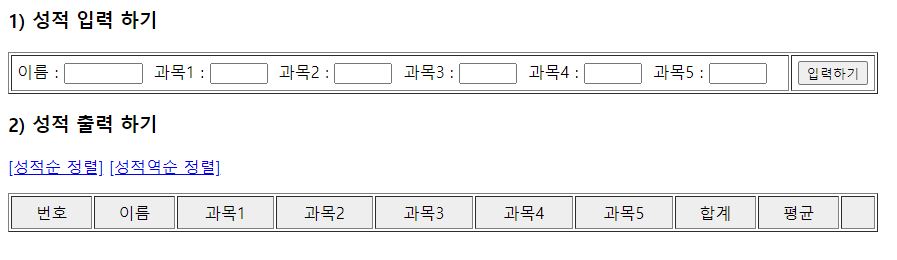 1) 성적 입력 하기
이름 : 과목1 : 과목2 : 과목3 : 과목4 : 과목5 : 입력하기
2) 성적 출력 하기
[성적순 정렬] [성적역순 정렬]
번호 이름 과목1 과목2 과목3 과목4 과목5 합계 평균